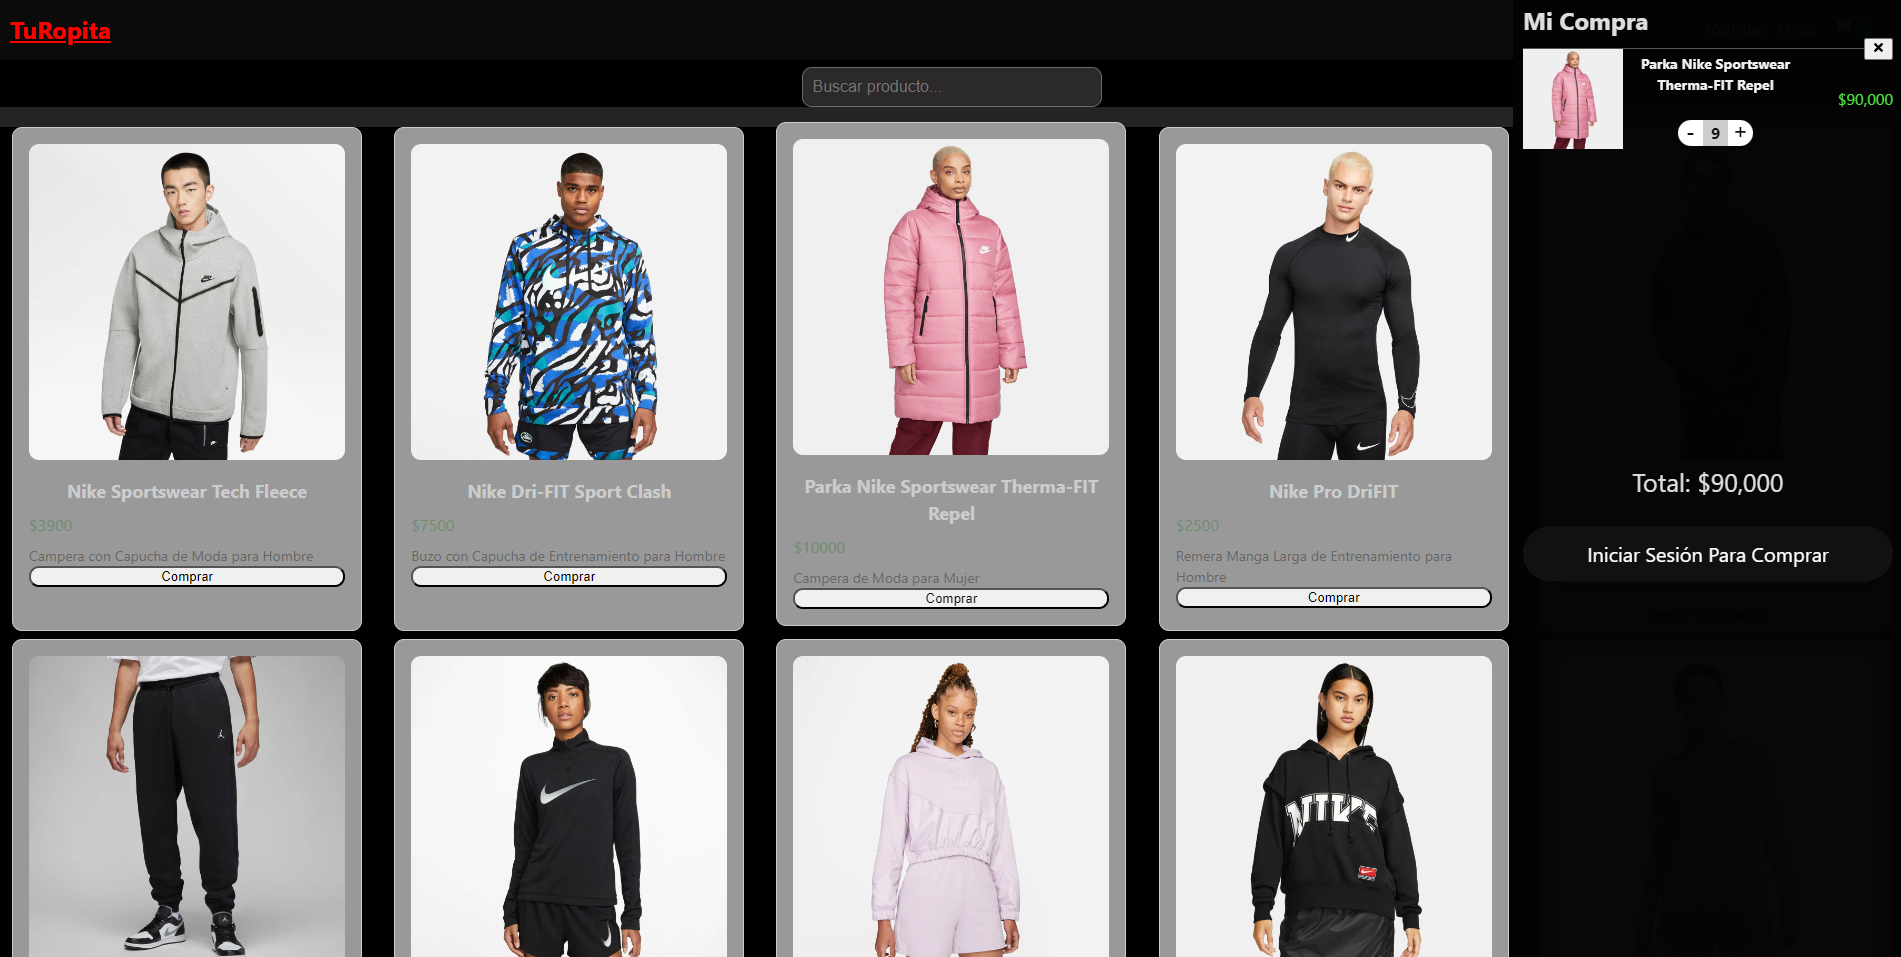 TuRopita
Buscar producto...
Nike Sportswear Tech Fleece
$3900
Campera con Capucha de Moda para Hombre
Comprar
Nike Dri-FIT Sport Clash
$7500
Buzo con Capucha de Entrenamiento para Hombre
Comprar
Parka Nike Sportswear Therma-FIT
Repel
$10000
Campera de Moda para Mujer
Comprar
Nike Pro DriFIT
$2500
Remera Manga Larga de Entrenamiento para
Hombre
Comprar
NIKE
Mi Compra
Register Login
×
Parka Nike Sportswear
Therma-FIT Repel
$90,000
- 9 +
Total: $90,000
Iniciar Sesión Para Comprar